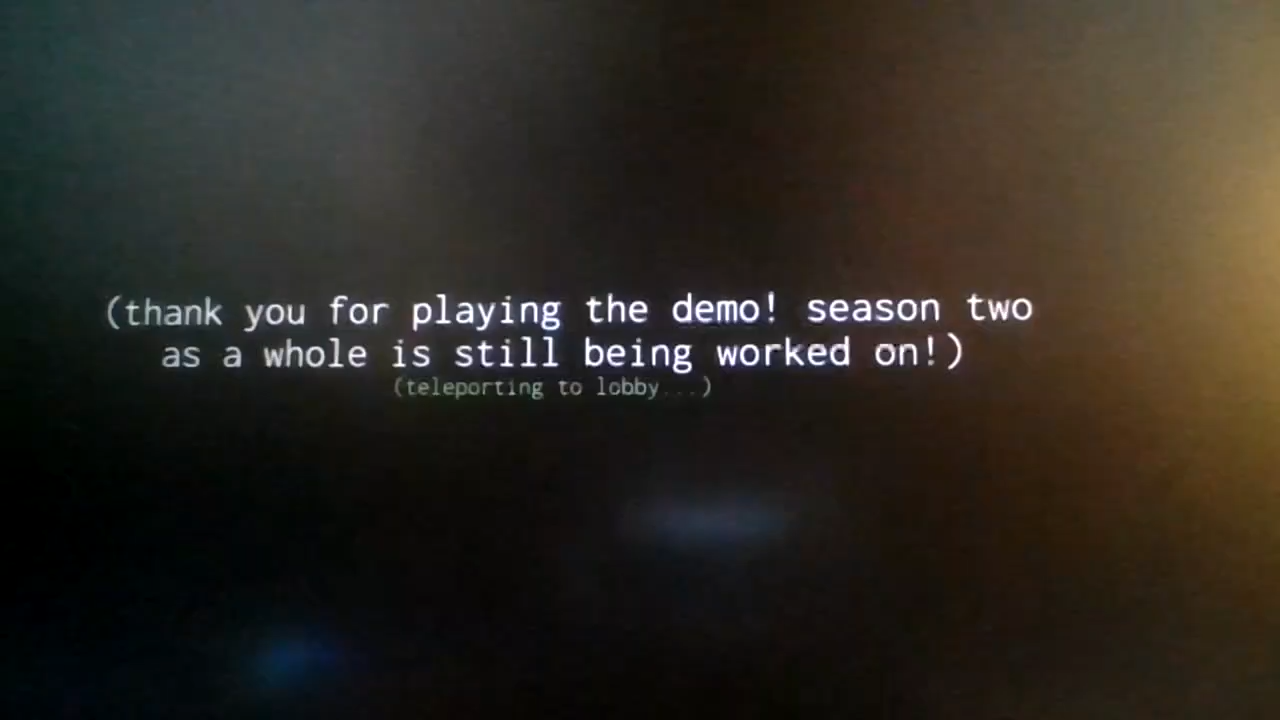 (thank you for playing the demo! season two
as a whole is still being worked on!)
(teleporting to lobby...)